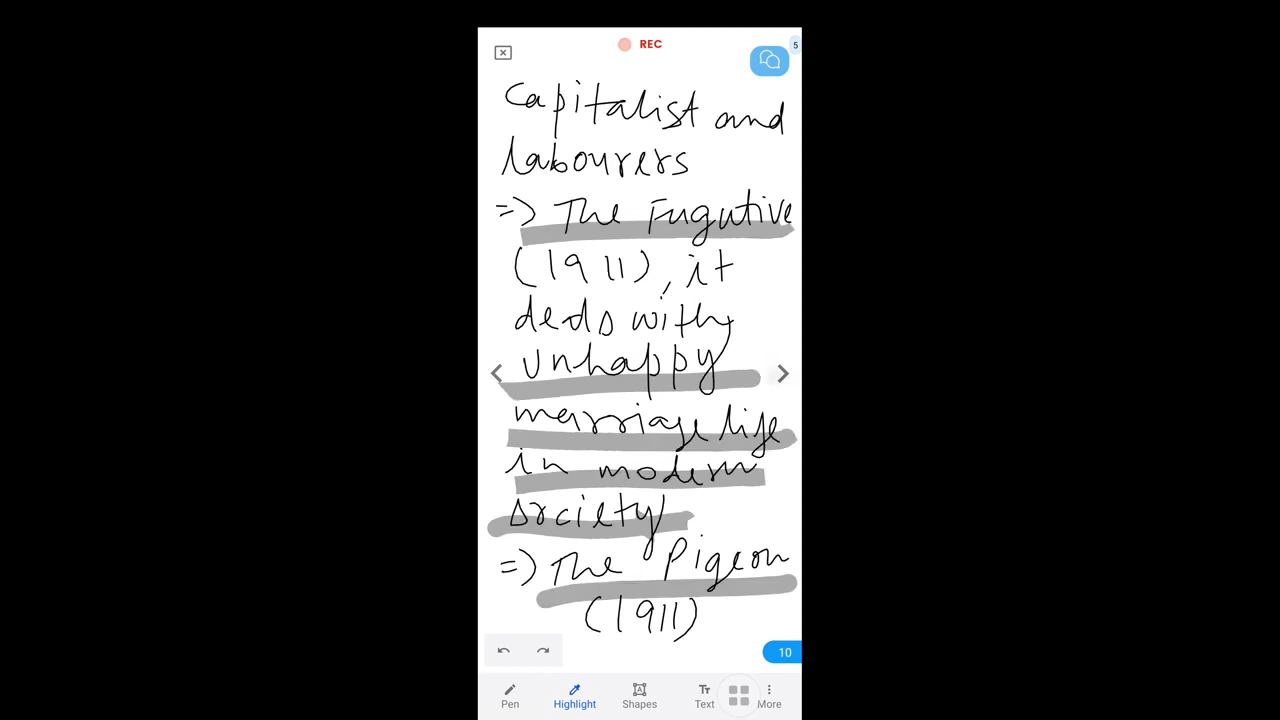 REC
5
Capitalist and
labourers
=> The Fugutive
(1911), it
deals with
unhappy
marriage life
in modern
society
=> The Pigeon
(1911)
10
Pen Highlight Shapes Text More